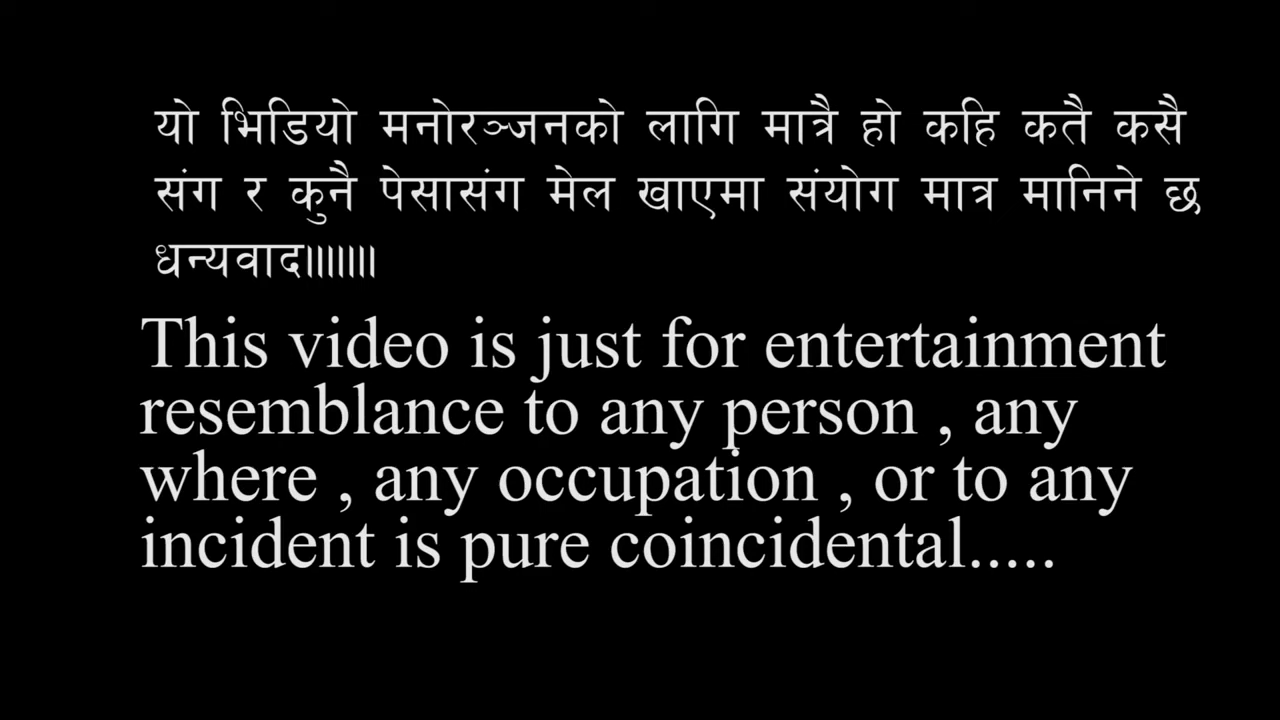 यो भिडियो मनोरञ्जनको लागि मात्रै हो कहि कतै कसै
संग र कुनै पेसासंग मेल खाएमा संयोग मात्र मानिने छ
धन्यवाद।।।।।।।
This video is just for entertainment
resemblance to any person , any
where , any occupation , or to any
incident is pure coincidental.....